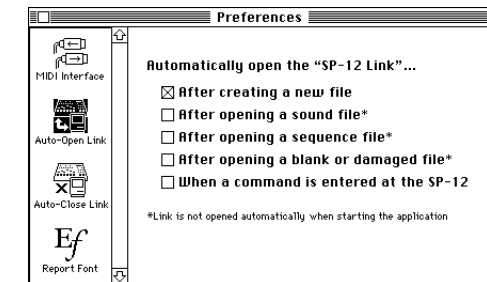 Preferences
MIDI Interface
Auto-Open Link
Auto-Close Link
Ef
Report Font
Automatically open the “SP-12 Link”...
After creating a new file
After opening a sound file*
After opening a sequence file*
After opening a blank or damaged file*
When a command is entered at the SP-12
*Link is not opened automatically when starting the application